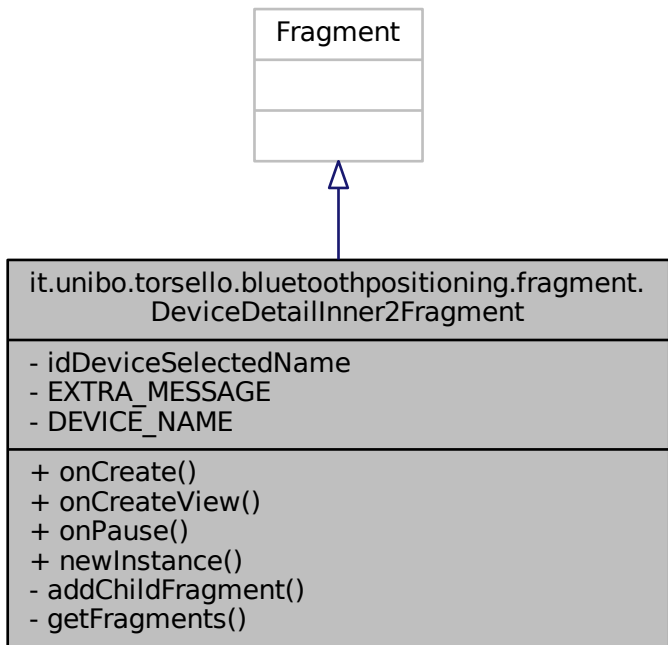 Fragment
it.unibo.torsello.bluetoothpositioning.fragment.
DeviceDetailInner2Fragment
- idDeviceSelectedName
- EXTRA_MESSAGE
- DEVICE_NAME
+ onCreate()
+ onCreateView()
+ onPause()
+ newInstance()
- addChildFragment()
- getFragments()